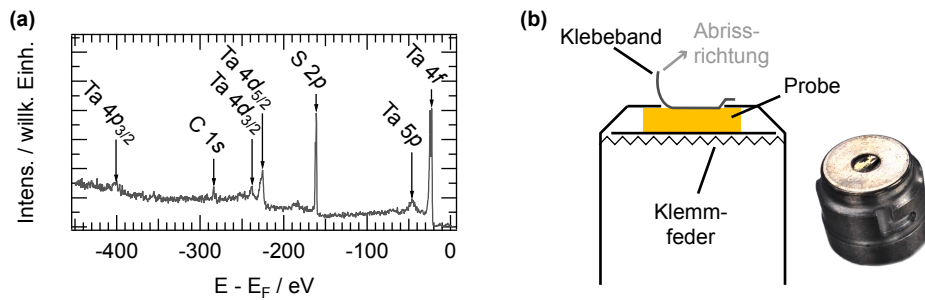 (a)
Intens. / willk. Einh.
Ta 4p3/2
C 1s
Ta 4d3/2
Ta 4d5/2
S 2p
Ta 5p
Ta 4f
-400
-300
-200
-100
0
E - EF / eV
(b)
Klebeband
Abriss-
richtung
Probe
Klemm-
feder